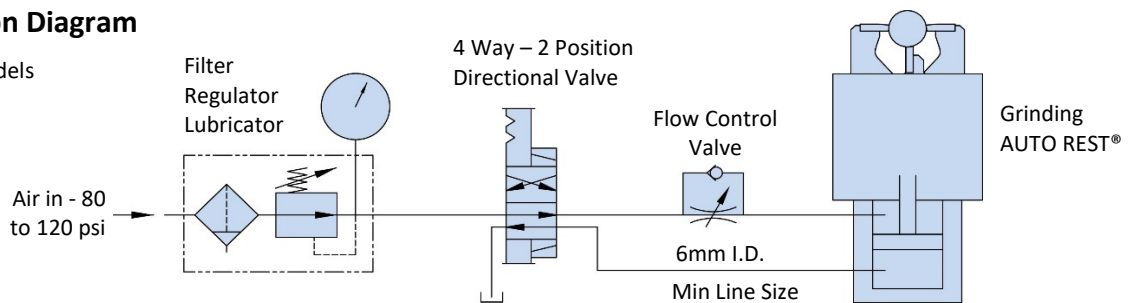 on Diagram
dels
Filter
Regulator
Lubricator
4 Way – 2 Position
Directional Valve
Flow Control
Valve
Grinding
AUTO REST®
Air in - 80
to 120 psi
6mm I.D.
Min Line Size